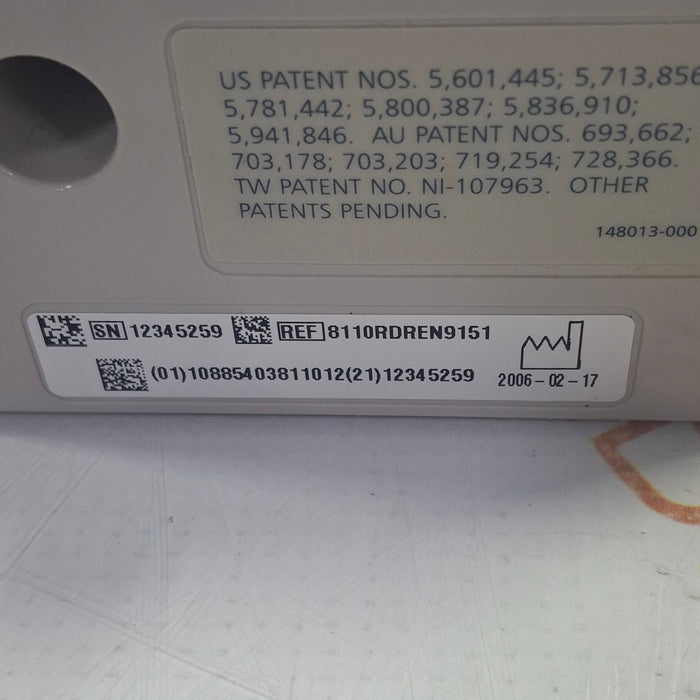 US PATENT NOS. 5,601,445; 5,713,856
5,781,442; 5,800,387; 5,836,910;
5,941,846. AU PATENT NOS. 693,662;
703,178; 703,203; 719,254; 728,366.
TW PATENT NO. NI-107963. OTHER
PATENTS PENDING.
148013-000
SN 12345259 REF 8110RDREN9151
(01)10885403811012(21)12345259 2006-02-17